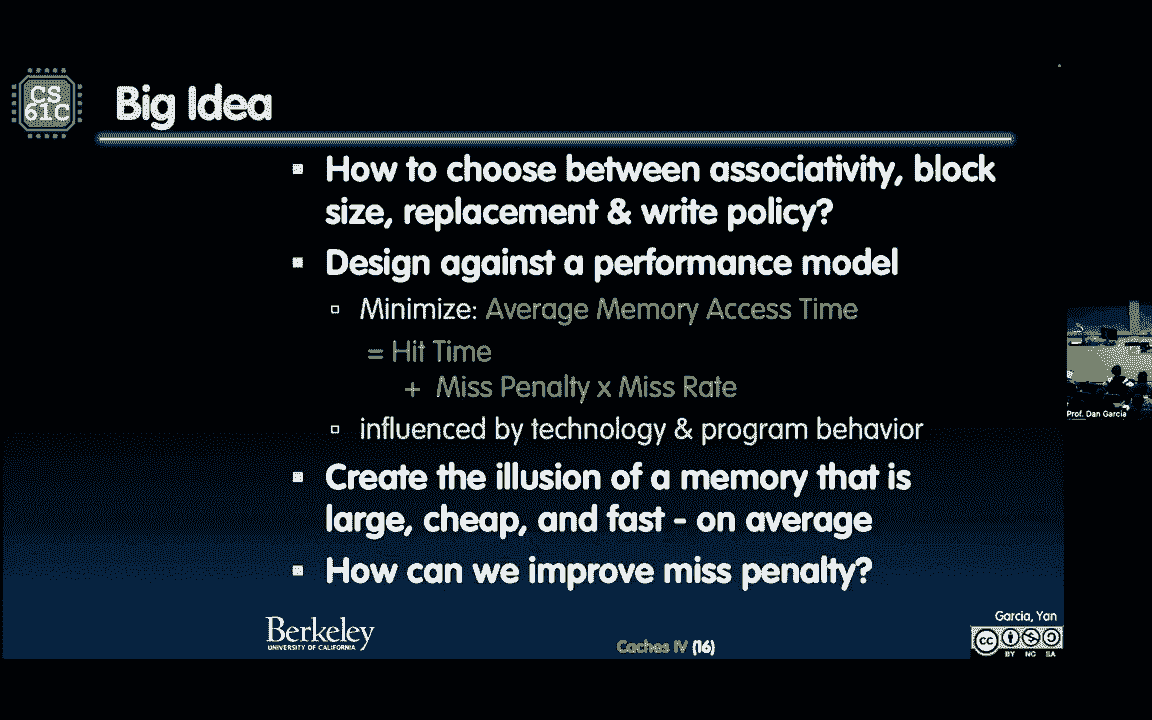 CS
61C
Big Idea
How to choose between associativity, block
size, replacement & write policy?
Design against a performance model
Minimize: Average Memory Access Time
= Hit Time
+ Miss Penalty x Miss Rate
influenced by technology & program behavior
Create the illusion of a memory that is
large, cheap, and fast - on average
How can we improve miss penalty?
Prof. Dan Garcia
Berkeley
UNIVERSITY OF CALIFORNIA
Caches IV (16)
Garcia, Yan
cc
BY NC SA